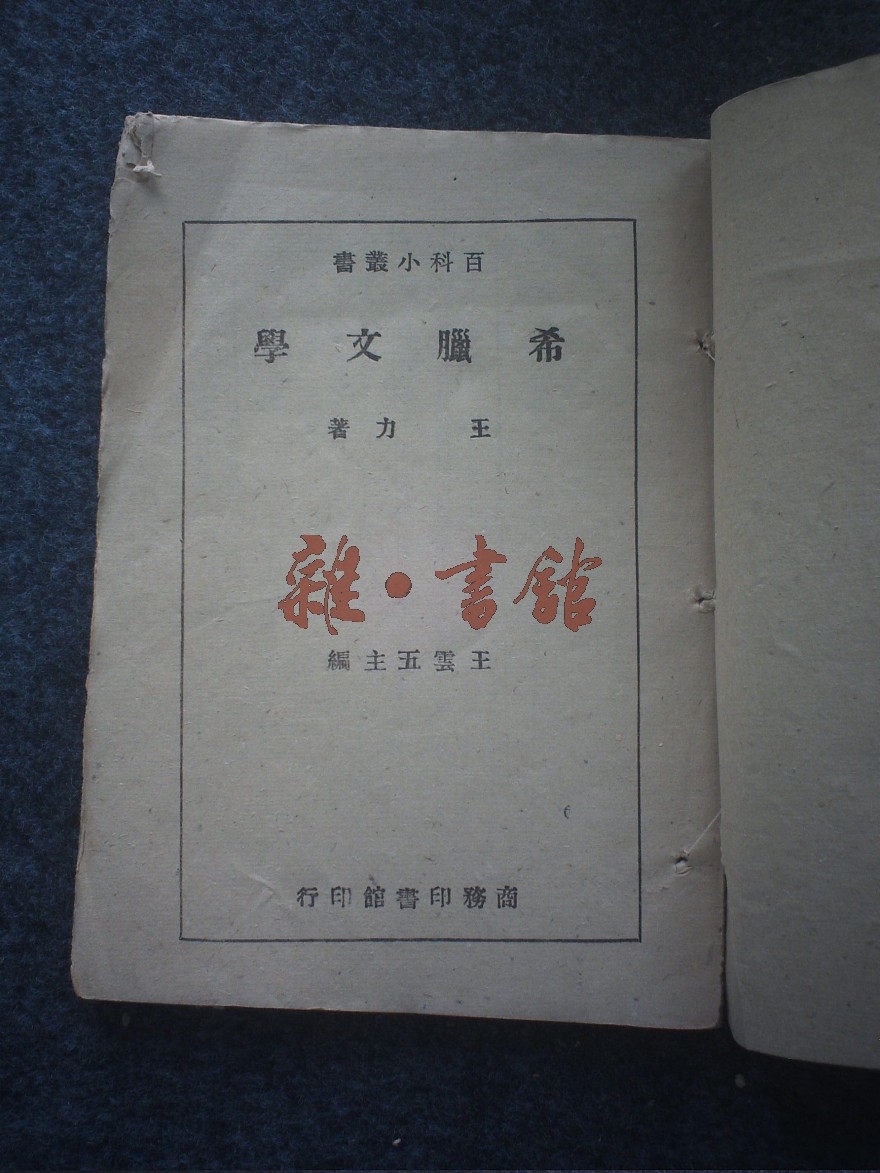 百科小叢書
希臘文學
王力著
雜·書館
王雲五主編
商務印書館印行